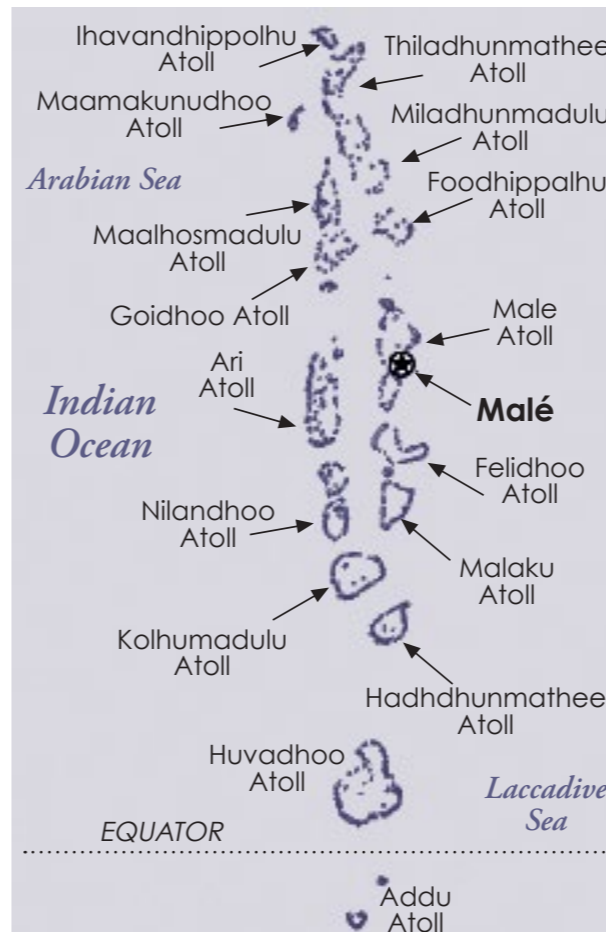 Ihavandhippolhu
Atoll
Thiladhunmathee
Atoll
Maamakunudhoo
Atoll
Miladhunmadulu
Atoll
Arabian Sea
Foodhippalhu
Atoll
Maalhosmadulu
Atoll
Goidhoo Atoll
Male
Atoll
Ari
Atoll
Indian
Ocean
Malé
Felidhoo
Atoll
Nilandhoo
Atoll
Malaku
Atoll
Kolhumadulu
Atoll
Hadhdhunmathee
Atoll
Huvadhoo
Atoll
Laccadive
Sea
EQUATOR
Addu
Atoll